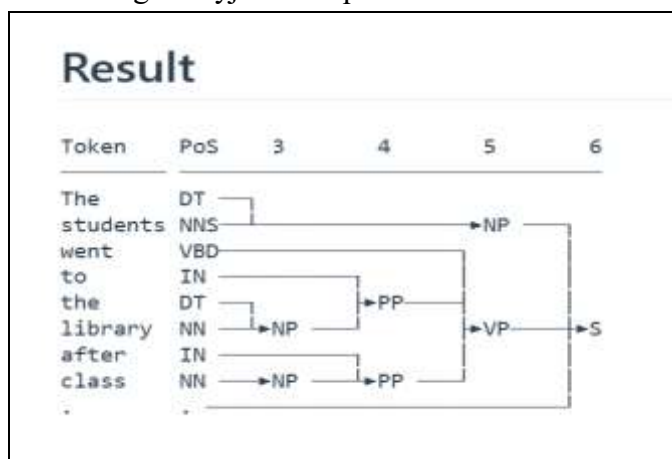 Result
Token PoS 3 4 5 6
The DT
students NNS NP
went VBD
to IN
the DT PP
library NN NP VP S
after IN
class NN NP PP
. .